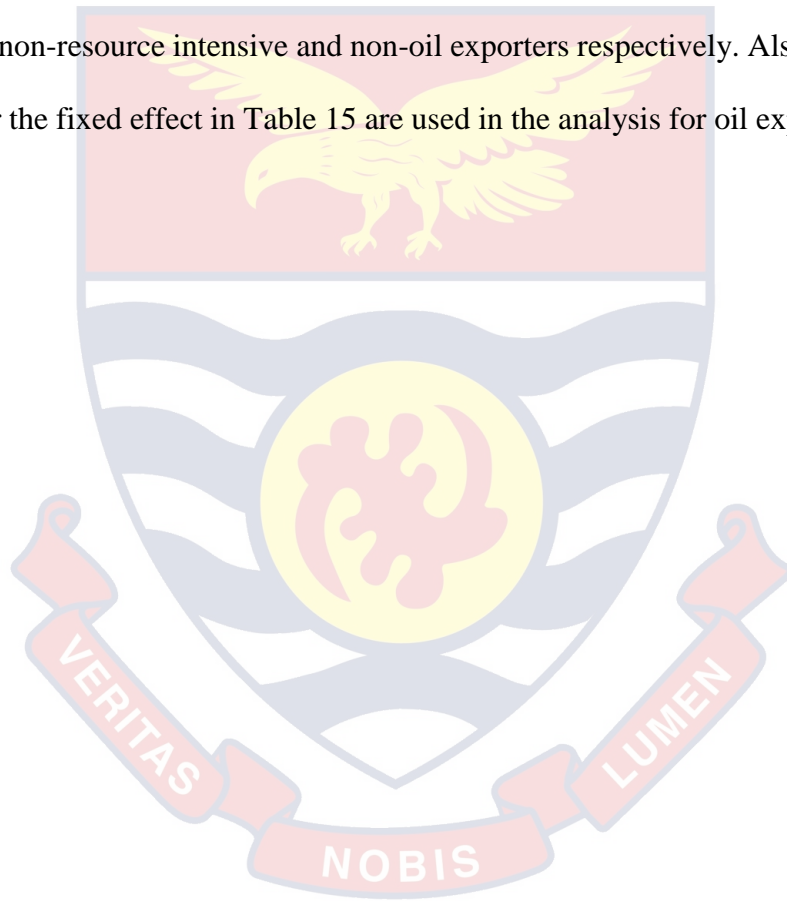 non-resource intensive and non-oil exporters respectively. Als
the fixed effect in Table 15 are used in the analysis for oil ex
VERITAS
NOBIS
LUMEN